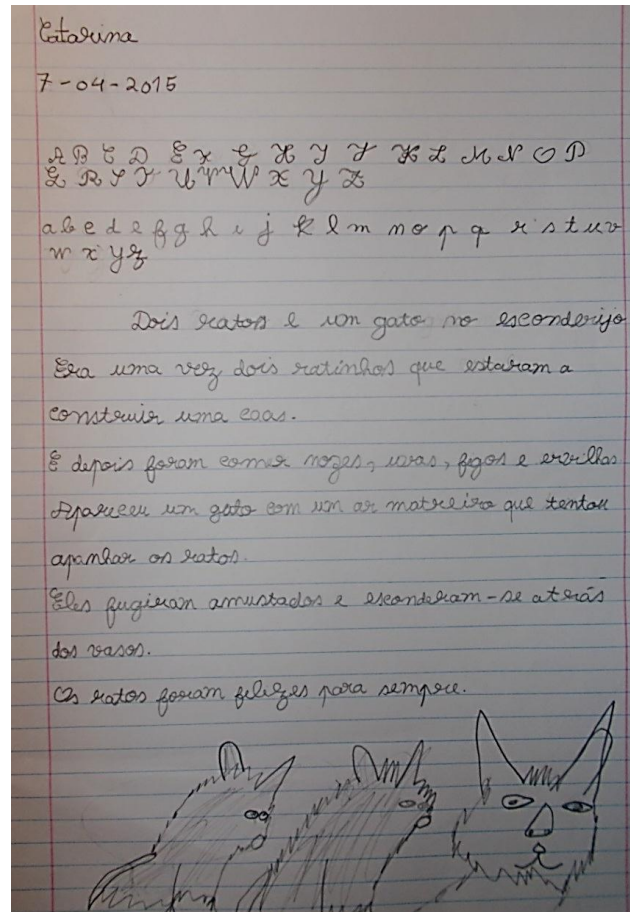 Catarina
7-04-2015
A B C D E F G H I J K L M N O P
Q R S T U V W X Y Z
a b c d e f g h i j k l m n o p q r s t u v
w x y z
Dois ratos e um gato no esconderijo
Era uma vez dois ratinhos que estavam a
construir uma caas.
E depois foram comer nozes, uvas, figos e ervilhas
Apareceu um gato com um ar matreiro que tentou
apanhar os ratos.
Eles fugiram amustados e esconderam-se atrás
dos vasos.
Os ratos foram felizes para sempre.